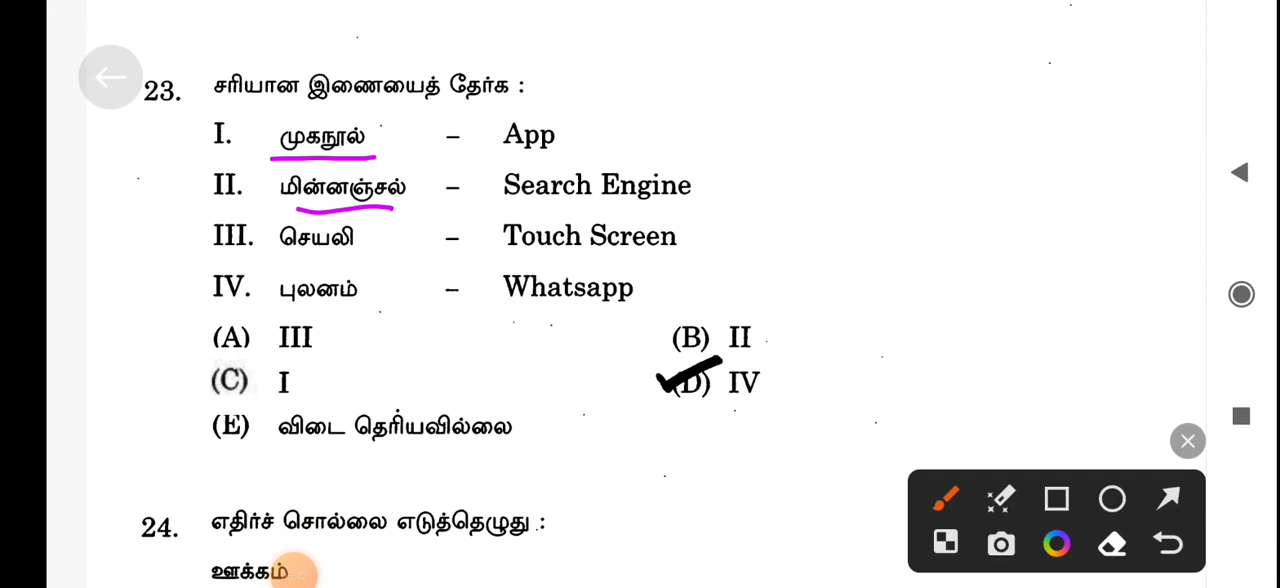 23. சரியான இணையைத் தேர்க :
I. முகநூல் – App
II. மின்னஞ்சல் – Search Engine
III. செயலி – Touch Screen
IV. புலனம் – Whatsapp
(A) III (B) II
(C) I (D) IV
(E) விடை தெரியவில்லை
24. எதிர்ச் சொல்லை எடுத்தெழுது :
ஊக்கம்